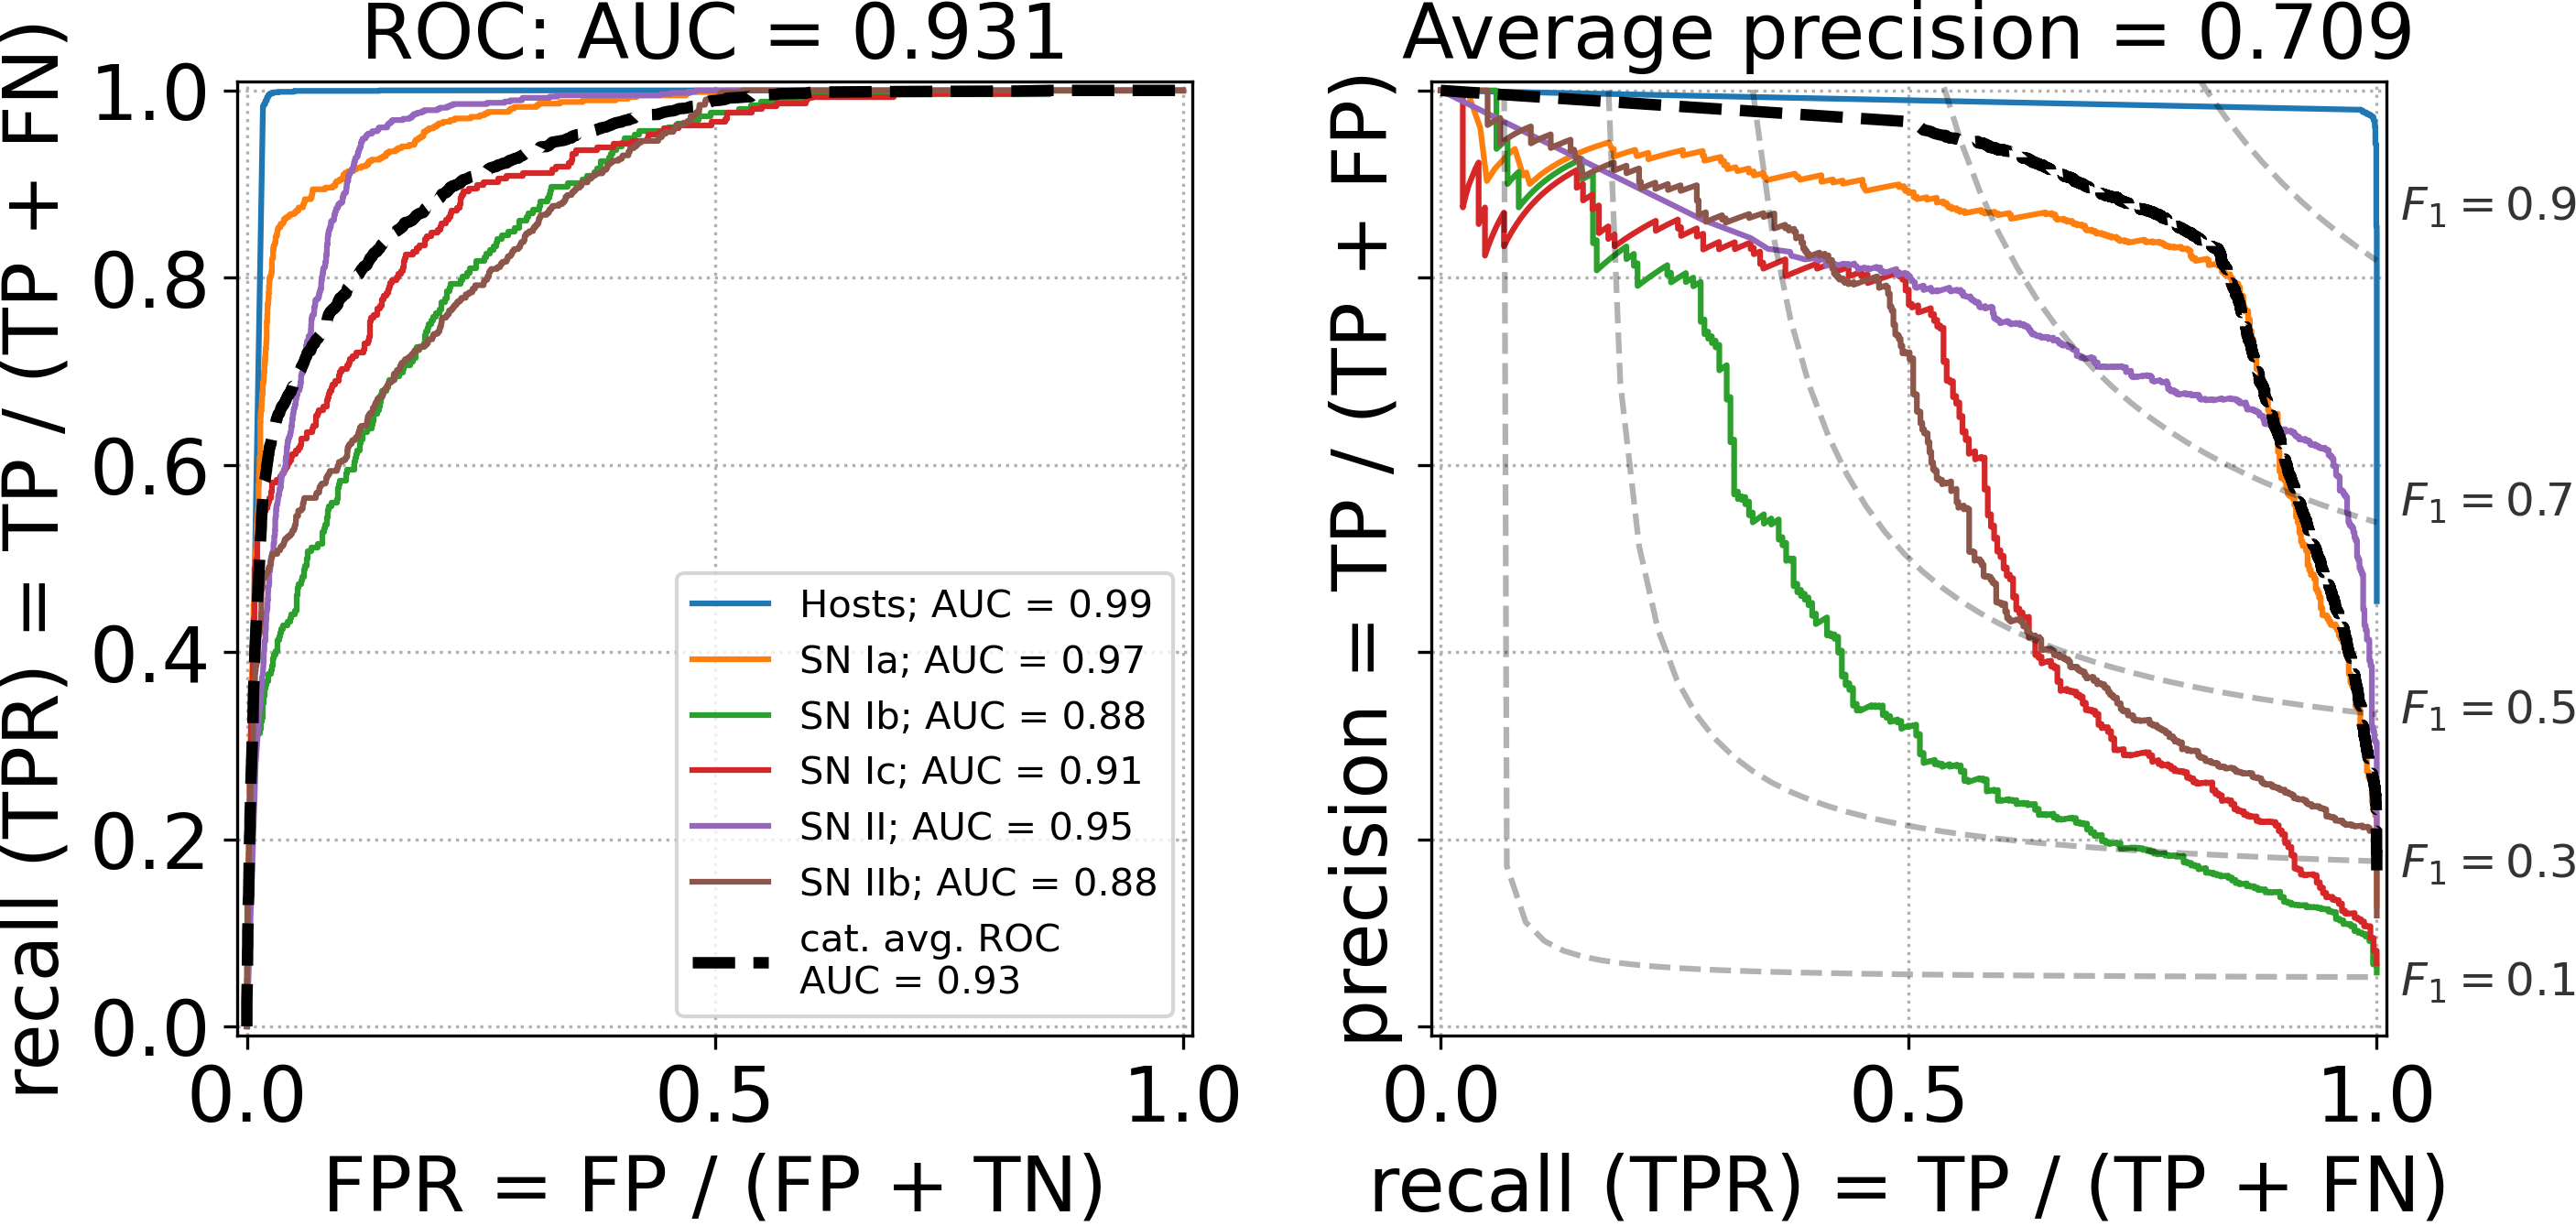 ROC: AUC = 0.931
recall (TPR) = TP / (TP + FN)
1.0
0.8
0.6
0.4
0.2
0.0
Hosts; AUC = 0.99
SN Ia; AUC = 0.97
SN Ib; AUC = 0.88
SN Ic; AUC = 0.91
SN II; AUC = 0.95
SN IIb; AUC = 0.88
cat. avg. ROC
AUC = 0.93
0.0 0.5 1.0
FPR = FP / (FP + TN)
Average precision = 0.709
precision = TP / (TP + FP)
F1 = 0.9
F1 = 0.7
F1 = 0.5
F1 = 0.3
F1 = 0.1
0.0 0.5 1.0
recall (TPR) = TP / (TP + FN)